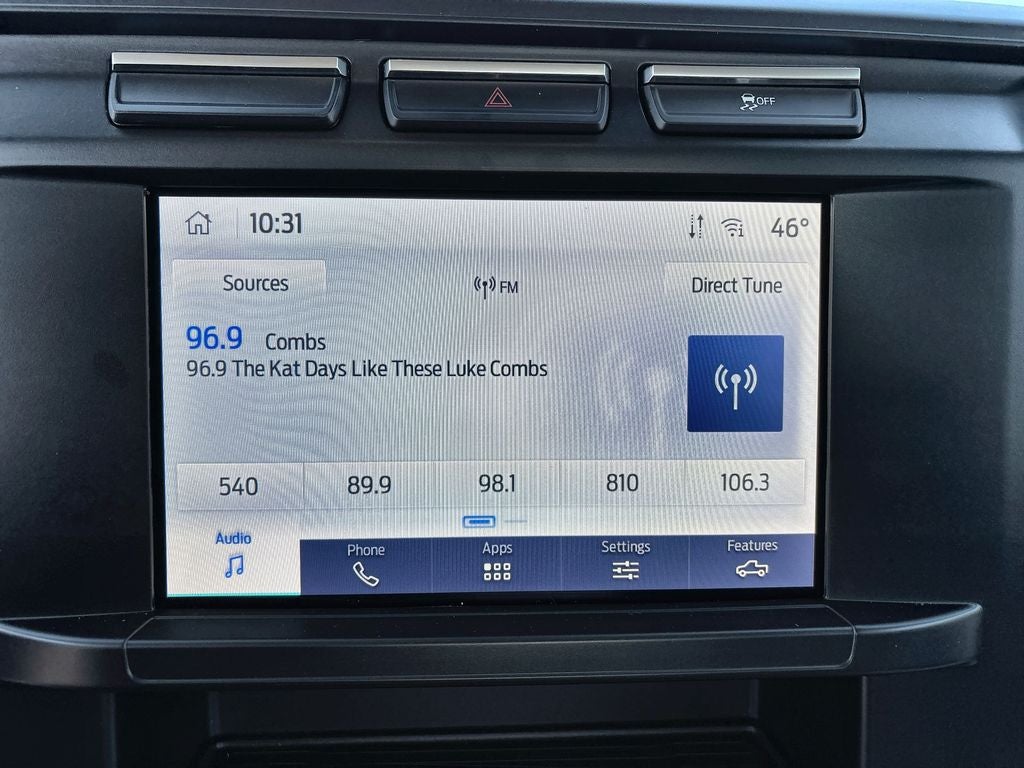 OFF
10:31 46°
Sources FM Direct Tune
96.9 Combs
96.9 The Kat Days Like These Luke Combs
540 89.9 98.1 810 106.3
Audio Phone Apps Settings Features